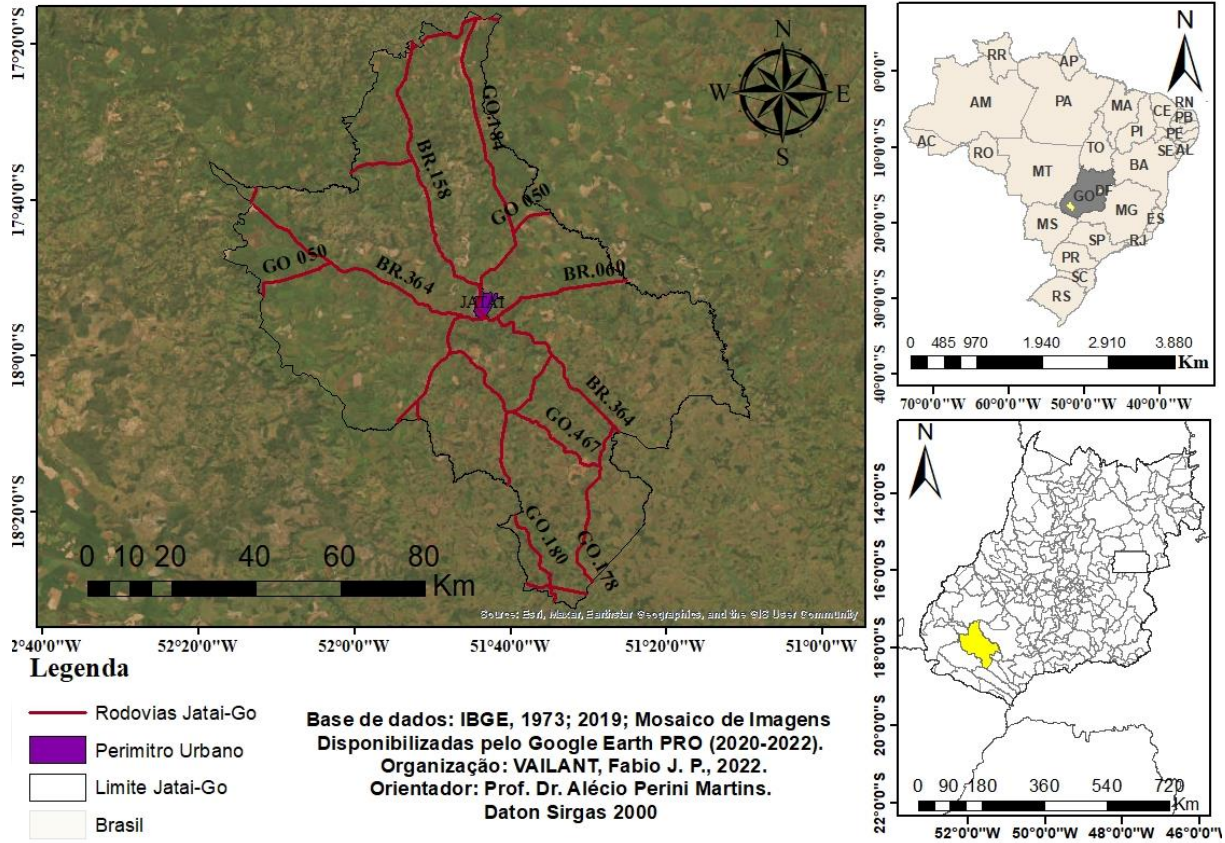 17°20'0"S
17°40'0"S
18°0'0"S
18°20'0"S
N
W E
S
GO.184
BR.158
GO 050
GO 050
BR.364
BR.060
JATAI
BR.364
GO.467
GO.180
GO.178
0 10 20 40 60 80
Km
Source: Esri, Maxar, Earthstar Geographics, and the GIS User Community
2°40'0"W 52°20'0"W 52°0'0"W 51°40'0"W 51°20'0"W 51°0'0"W
N
0°0'0"
10°0'0"S
20°0'0"S
30°0'0"S
40°0'0"S
RR AP
AM PA MA CE RN
PB
PI PE
AC TO AL
RO SE
MT BA
GO DF
MG
MS ES
SP RJ
PR
SC
RS
0 485 970 1.940 2.910 3.880
Km
70°0'0"W 60°0'0"W 50°0'0"W 40°0'0"W
N
14°0'0"S
16°0'0"S
18°0'0"S
20°0'0"S
22°0'0"S
0 90 180 360 540 720
Km
52°0'0"W 50°0'0"W 48°0'0"W 46°0'0"W
Legenda
Rodovias Jatai-Go
Perimitro Urbano
Limite Jatai-Go
Brasil
Base de dados: IBGE, 1973; 2019; Mosaico de Imagens
Disponibilizadas pelo Google Earth PRO (2020-2022).
Organização: VAILANT, Fabio J. P., 2022.
Orientador: Prof. Dr. Alécio Perini Martins.
Daton Sirgas 2000